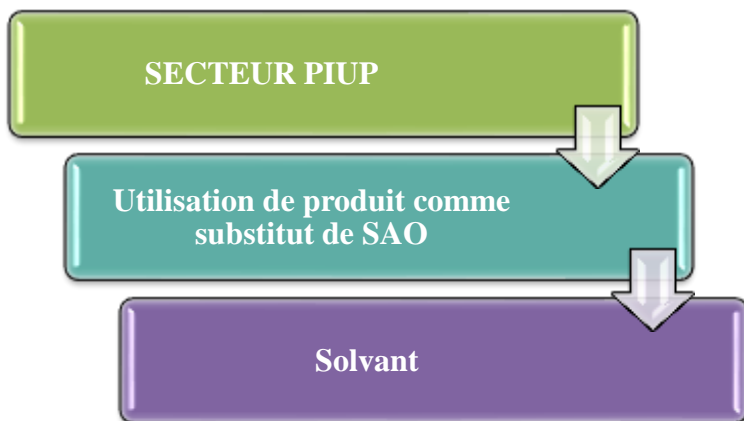 SECTEUR PIUP
Utilisation de produit comme
substitut de SAO
Solvant